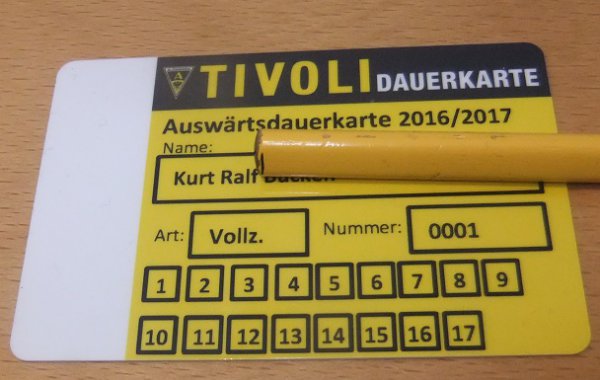 TIVOLI DAUERKARTE
Auswärtsdauerkarte 2016/2017
Name:
Kurt Ralf
Art: Vollz. Nummer: 0001
1 2 3 4 5 6 7 8 9
10 11 12 13 14 15 16 17